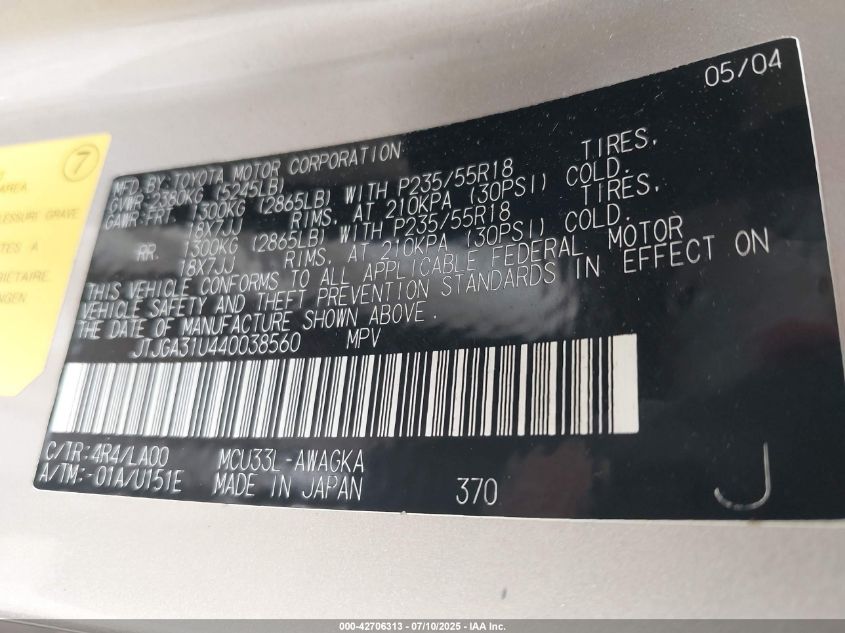 05/04
7
AREA
MFD.BY:TOYOTA MOTOR CORPORATION
GVWR 2380KG (5245LB)
GAWR:FRT. 1300KG (2865LB) WITH P235/55R18 TIRES,
18X7JJ RIMS, AT 210KPA (30PSI) COLD.
RR. 1300KG (2865LB) WITH P235/55R18 TIRES,
18X7JJ RIMS, AT 210KPA (30PSI) COLD.
THIS VEHICLE CONFORMS TO ALL APPLICABLE FEDERAL MOTOR
VEHICLE SAFETY AND THEFT PREVENTION STANDARDS IN EFFECT ON
THE DATE OF MANUFACTURE SHOWN ABOVE.
JTJGA31U440038560 MPV
C/TR:4R4/LA00 MCU33L-AWAGKA
A/TM:-01A/U151E MADE IN JAPAN 370 J
GRAVE
A
000-42706313 - 07/10/2025 - IAA Inc.